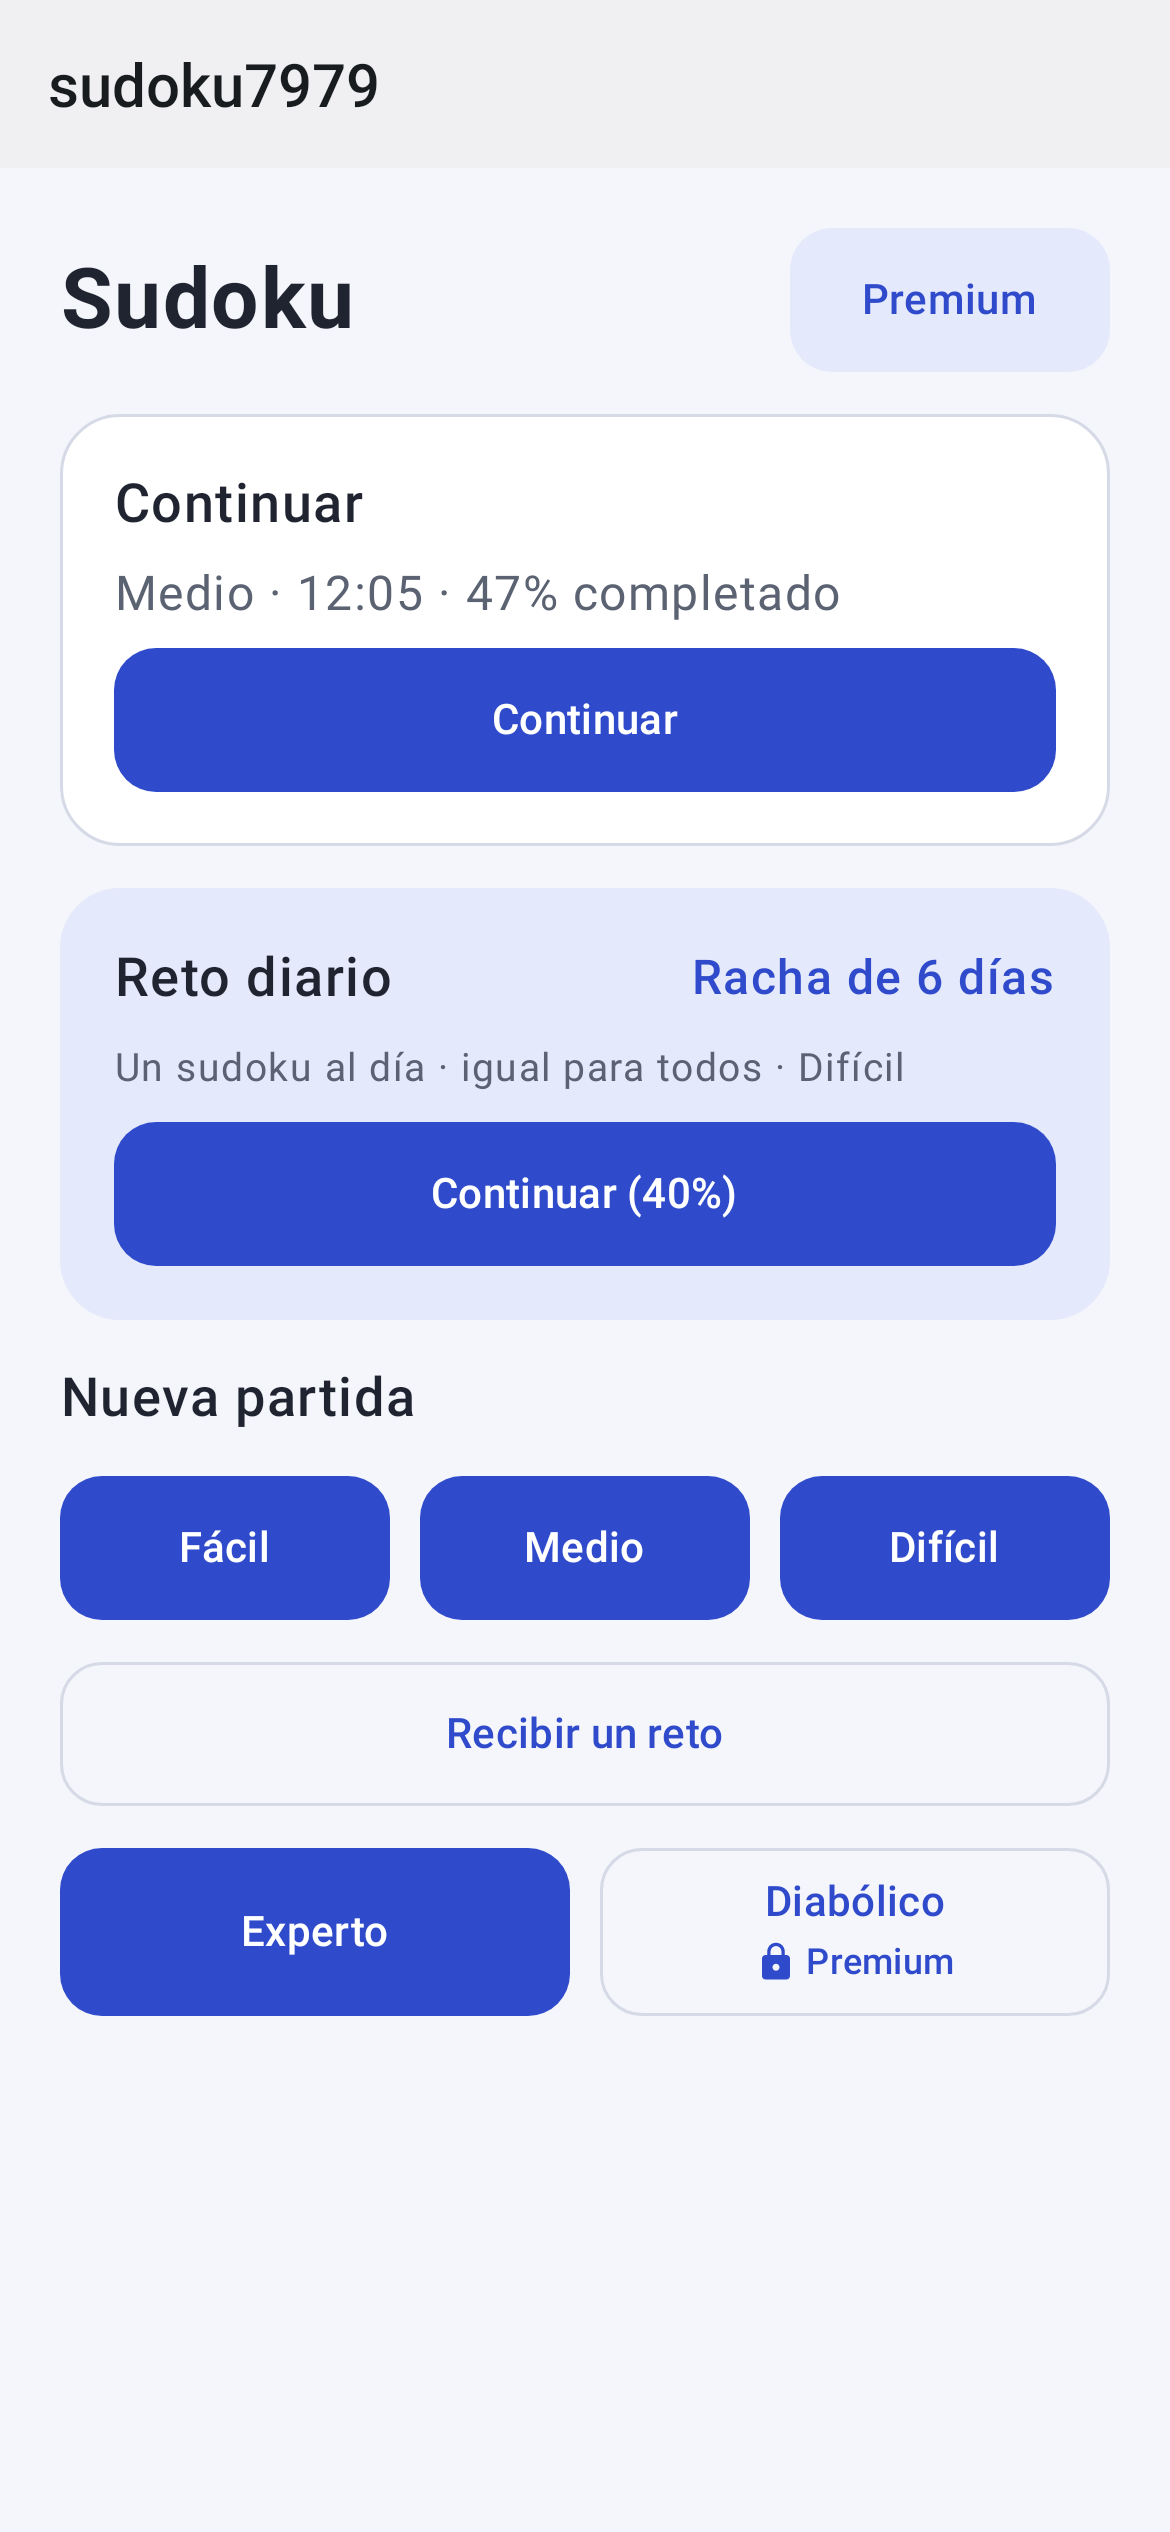 sudoku7979
Sudoku
Premium
Continuar
Medio · 12:05 · 47% completado
Continuar
Reto diario
Racha de 6 días
Un sudoku al día · igual para todos · Difícil
Continuar (40%)
Nueva partida
Fácil
Medio
Difícil
Recibir un reto
Experto
Diabólico
Premium